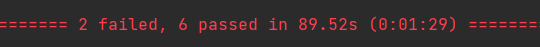 ======= 2 failed, 6 passed in 89.52s (0:01:29) =======